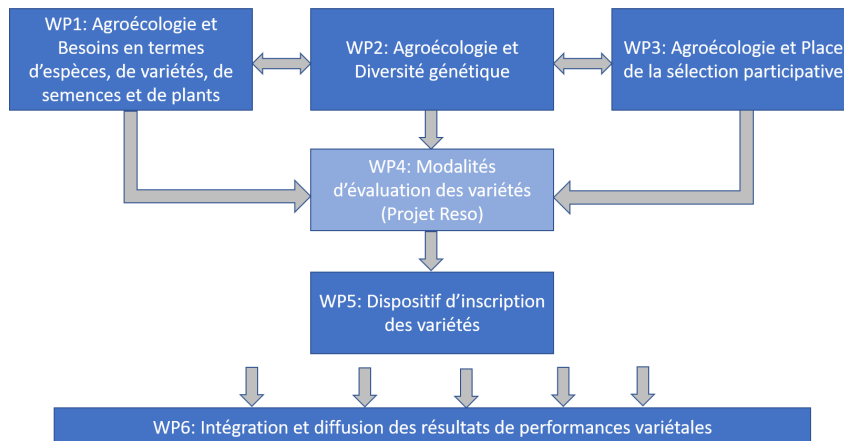 WP1: Agroécologie et
Besoins en termes
d'espèces, de variétés, de
semences et de plants
WP2: Agroécologie et
Diversité génétique
WP3: Agroécologie et Place
de la sélection participative
WP4: Modalités
d'évaluation des variétés
(Projet Reso)
WP5: Dispositif d'inscription
des variétés
WP6: Intégration et diffusion des résultats de performances variétales